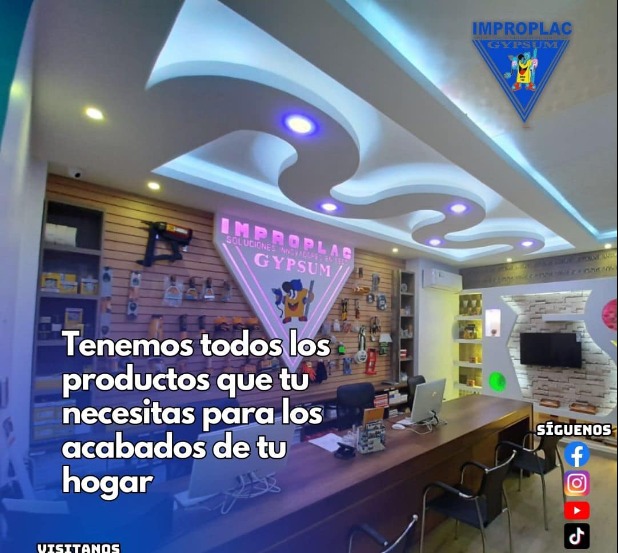 IMPROPLAC
GYPSUM
IMPROPLAC
GYPSUM
Tenemos todos los
productos que tu
necesitas para los
acabados de tu
hogar
SÍGUENOS
VISITANOS